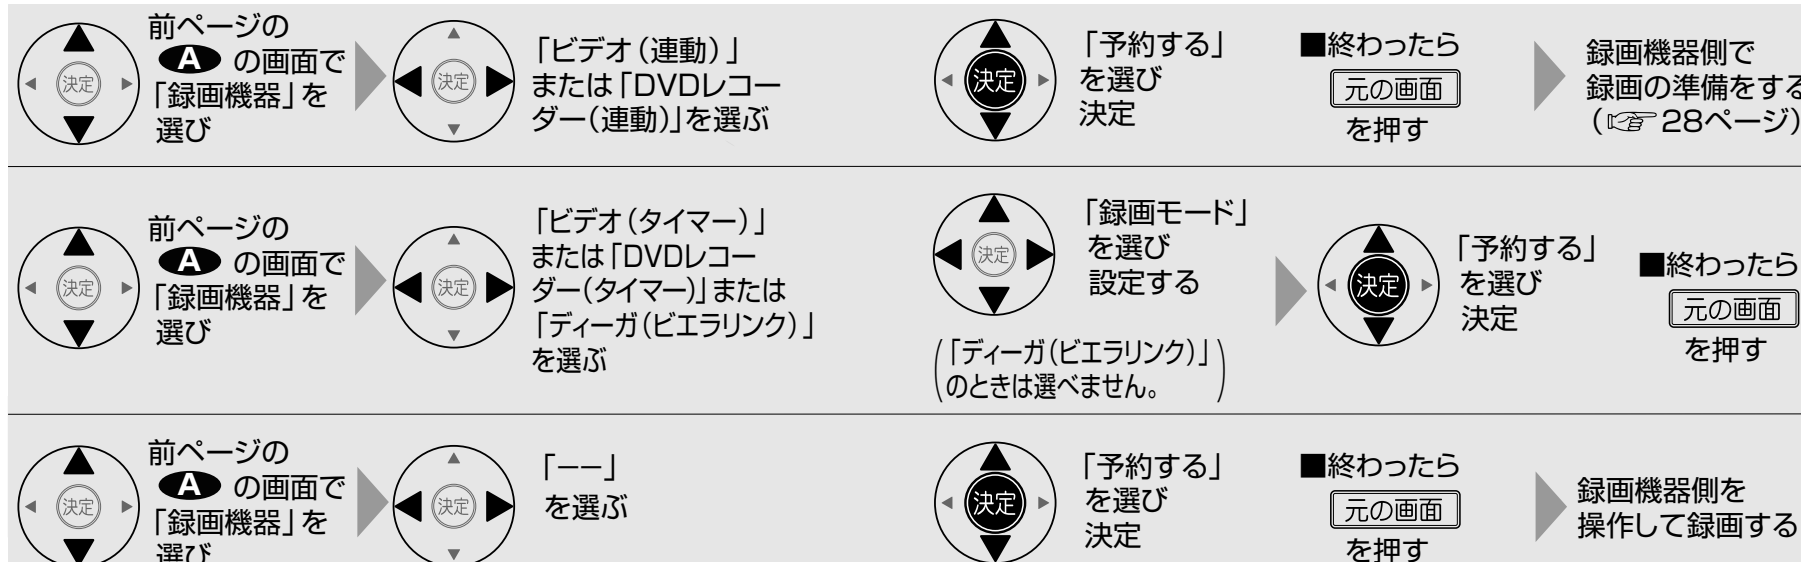 前ページの
Ⓐ の画面で
「録画機器」を
選び
決定
決定
「ビデオ（連動）」
または「DVDレコー
ダー（連動）」を選ぶ
決定
「予約する」
を選び
決定
■終わったら
元の画面
を押す
録画機器側で
録画の準備をする
（☞28ページ）
前ページの
Ⓐ の画面で
「録画機器」を
選び
決定
決定
「ビデオ（タイマー）」
または「DVDレコー
ダー（タイマー）」または
「ディーガ（ビエラリンク）」
を選ぶ
決定
「録画モード」
を選び
設定する
（「ディーガ（ビエラリンク）」
のときは選べません。）
決定
「予約する」
を選び
決定
■終わったら
元の画面
を押す
前ページの
Ⓐ の画面で
「録画機器」を
選び
決定
決定
「−−」
を選ぶ
決定
「予約する」
を選び
決定
■終わったら
元の画面
を押す
録画機器側を
操作して録画する